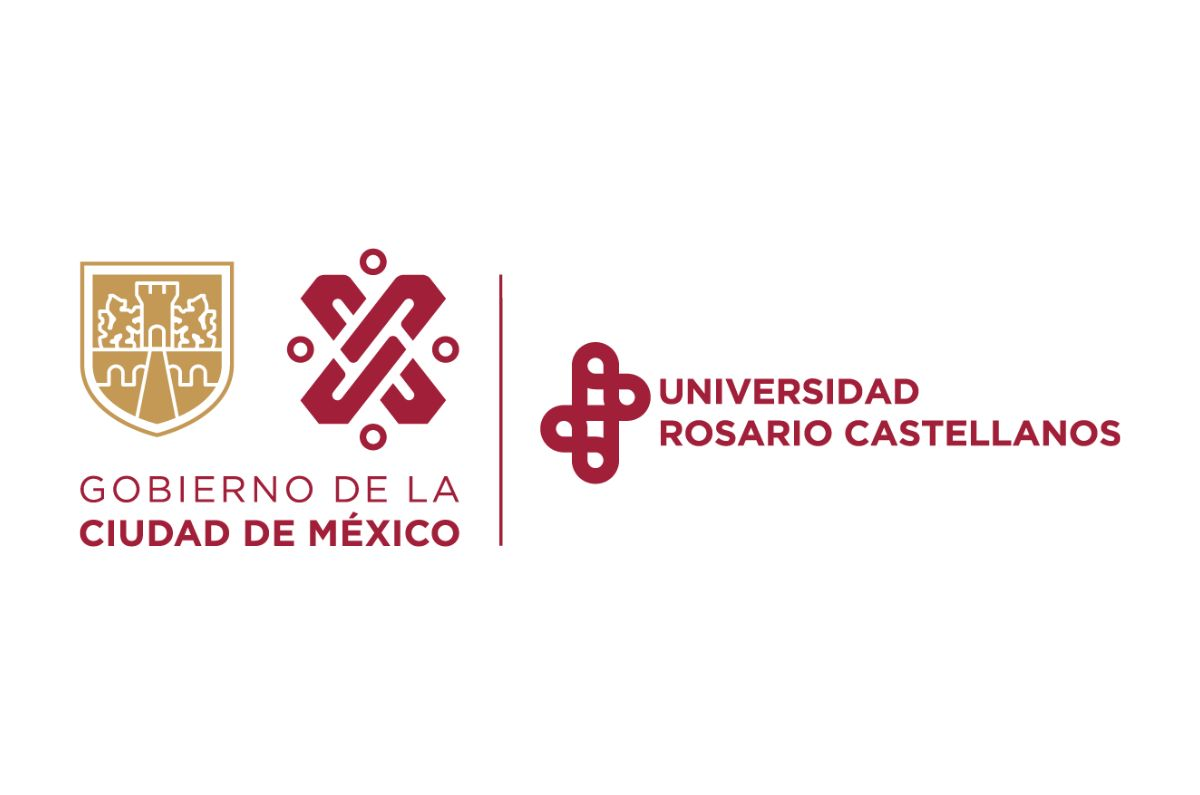 GOBIERNO DE LA
CIUDAD DE MÉXICO
UNIVERSIDAD
ROSARIO CASTELLANOS